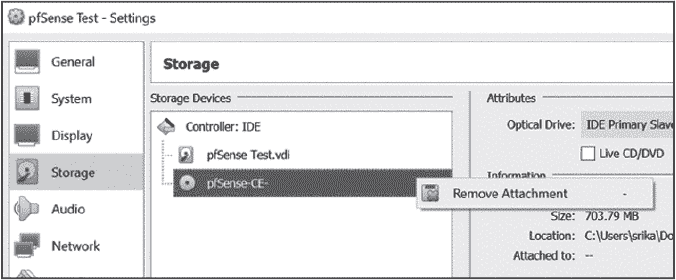 pfSense Test - Settings
General
System
Display
Storage
Audio
Network
Storage
Storage Devices
Controller: IDE
pfSense Test.vdi
pfSense-CE-
Remove Attachment
Attributes
Optical Drive: IDE Primary Slave
Live CD/DVD
Information
Size: 703.79 MB
Location: C:\Users\srika\Do
Attached to: --